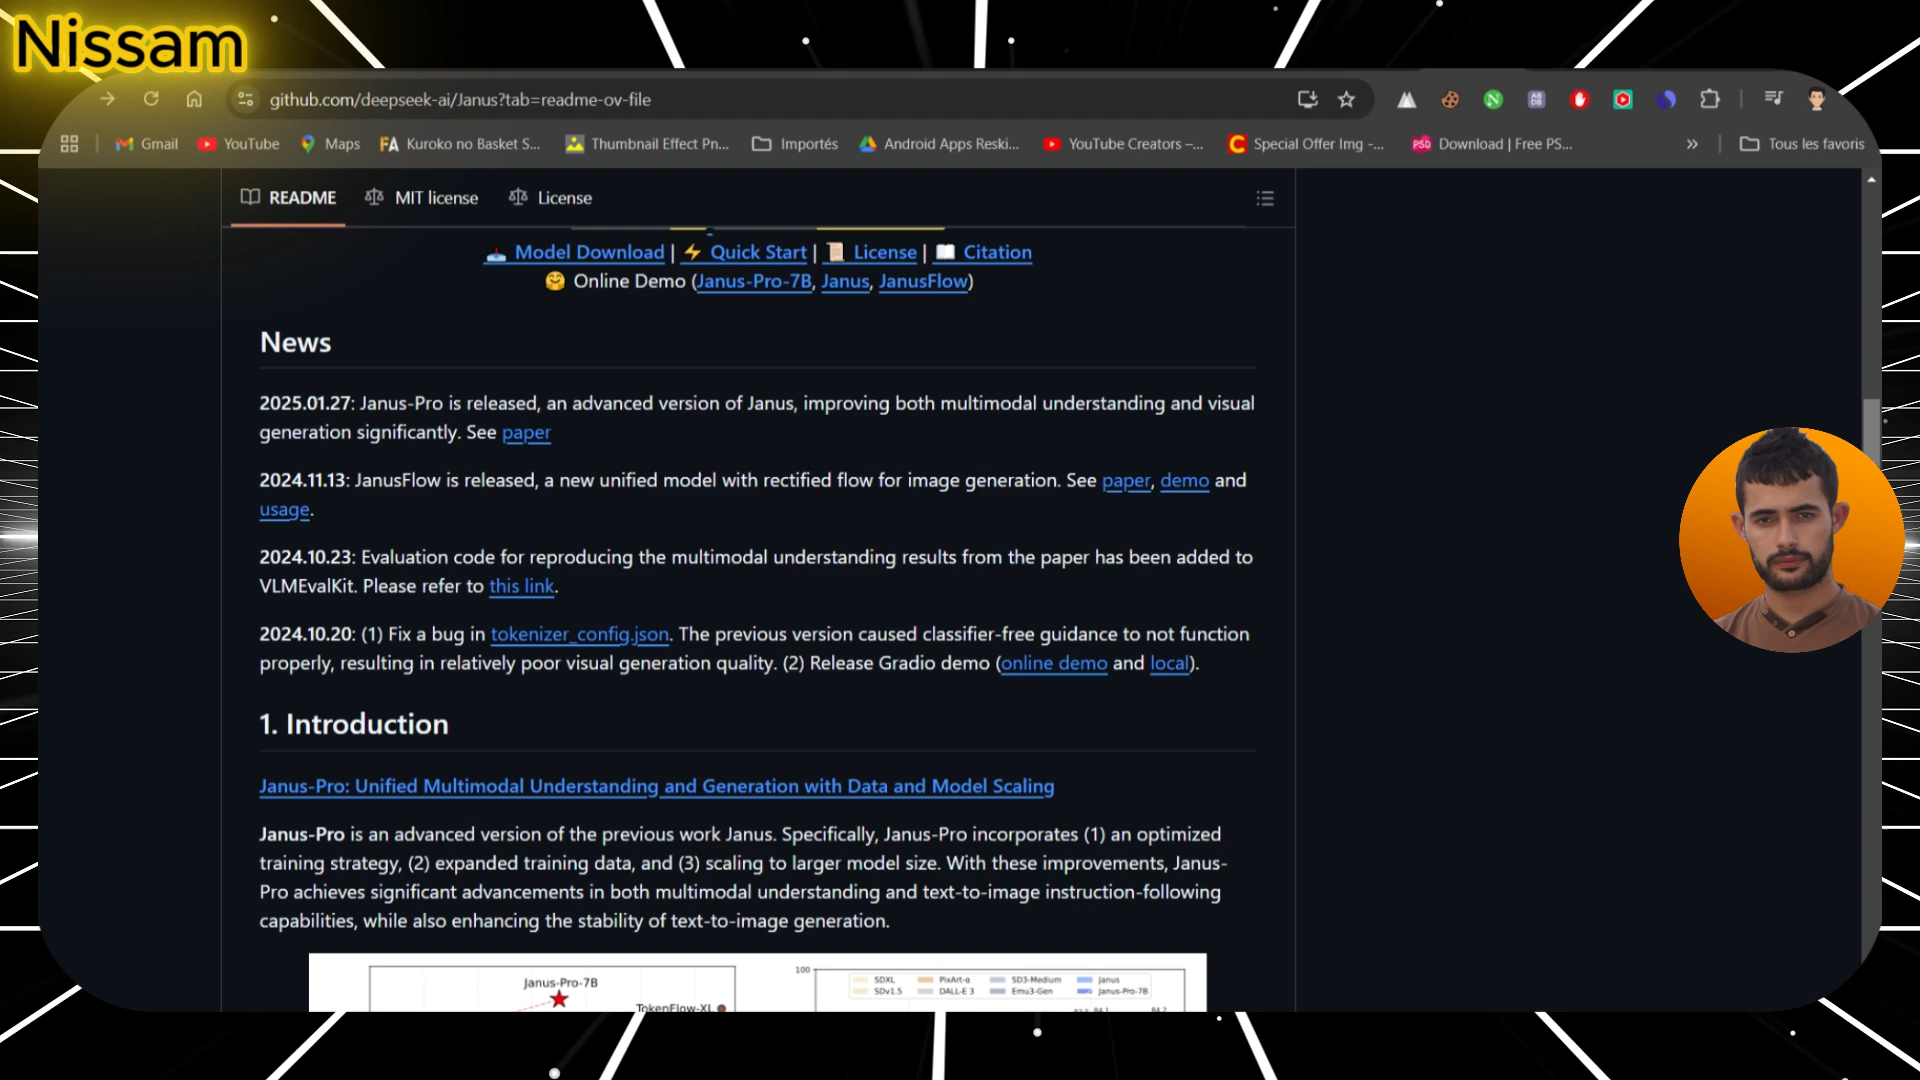 Nissam
github.com/deepseek-ai/Janus?tab=readme-ov-file
Gmail YouTube Maps FA Kuroko no Basket S... Thumbnail Effect Pn... Importés Android Apps Reski... YouTube Creators –... Special Offer Img -... PSD Download | Free PS... » Tous les favoris
README MIT license License
Model Download | Quick Start | License | Citation
Online Demo (Janus-Pro-7B, Janus, JanusFlow)
News
2025.01.27: Janus-Pro is released, an advanced version of Janus, improving both multimodal understanding and visual
generation significantly. See paper
2024.11.13: JanusFlow is released, a new unified model with rectified flow for image generation. See paper, demo and
usage.
2024.10.23: Evaluation code for reproducing the multimodal understanding results from the paper has been added to
VLMEvalKit. Please refer to this link.
2024.10.20: (1) Fix a bug in tokenizer_config.json. The previous version caused classifier-free guidance to not function
properly, resulting in relatively poor visual generation quality. (2) Release Gradio demo (online demo and local).
1. Introduction
Janus-Pro: Unified Multimodal Understanding and Generation with Data and Model Scaling
Janus-Pro is an advanced version of the previous work Janus. Specifically, Janus-Pro incorporates (1) an optimized
training strategy, (2) expanded training data, and (3) scaling to larger model size. With these improvements, Janus-
Pro achieves significant advancements in both multimodal understanding and text-to-image instruction-following
capabilities, while also enhancing the stability of text-to-image generation.
Janus-Pro-7B
TokenFlow-XL
100
SDXL PixArt-α SD3-Medium Janus
SDv1.5 DALL-E 3 Emu3-Gen Janus-Pro-7B
84.1 84.2